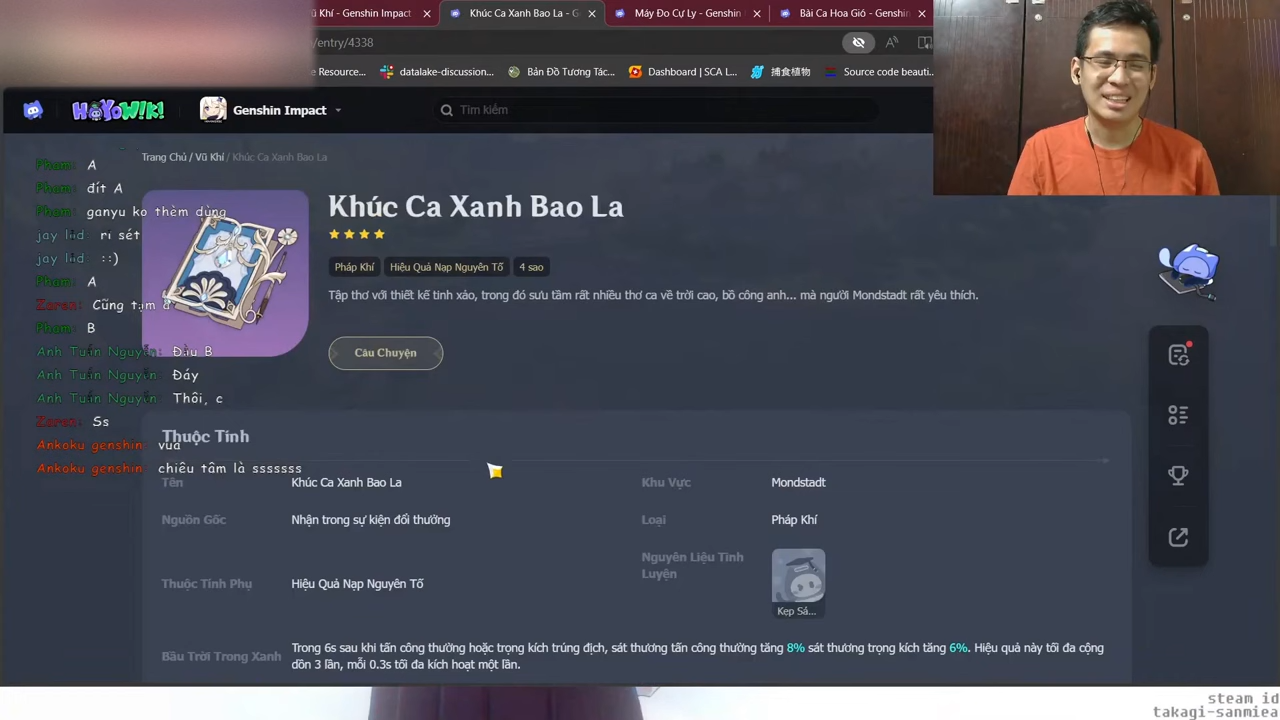 ũ Khí - Genshin Impact
Khúc Ca Xanh Bao La - G
Máy Đo Cự Ly - Genshin
Bài Ca Hoa Gió - Genshin
/entry/4338
Resource...
datalake-discussion...
Bản Đồ Tương Tác...
Dashboard | SCA L...
捕食植物
Source code beauti...
HoYoWiki!
Genshin Impact
Tìm kiếm
Trang Chủ / Vũ Khí / Khúc Ca Xanh Bao La
Pham: A
Pham: đít A
Pham: ganyu ko thèm dùng
jay lid: ri sét
jay lid: ::)
Pham: A
Zaren: Cũng tạm
Pham: B
Anh Tuấn Nguyễn: Đầu B
Anh Tuấn Nguyễn: Đáy
Anh Tuấn Nguyễn: Thôi, c
Zaren: Ss
Ankoku genshin: vua
Ankoku genshin: chiêu tâm là sssssss
Khúc Ca Xanh Bao La
Pháp Khí
Hiệu Quả Nạp Nguyên Tố
4 sao
Tập thơ với thiết kế tinh xảo, trong đó sưu tầm rất nhiều thơ ca về trời cao, bồ công anh... mà người Mondstadt rất yêu thích.
Câu Chuyện
Thuộc Tính
Tên
Khúc Ca Xanh Bao La
Khu Vực
Mondstadt
Nguồn Gốc
Nhận trong sự kiện đổi thưởng
Loại
Pháp Khí
Thuộc Tính Phụ
Hiệu Quả Nạp Nguyên Tố
Nguyên Liệu Tinh
Luyện
Kẹp Sá...
Bầu Trời Trong Xanh
Trong 6s sau khi tấn công thường hoặc trọng kích trúng địch, sát thương tấn công thường tăng 8% sát thương trọng kích tăng 6%. Hiệu quả này tối đa cộng
dồn 3 lần, mỗi 0.3s tối đa kích hoạt một lần.
steam id
takagi-sanmiea